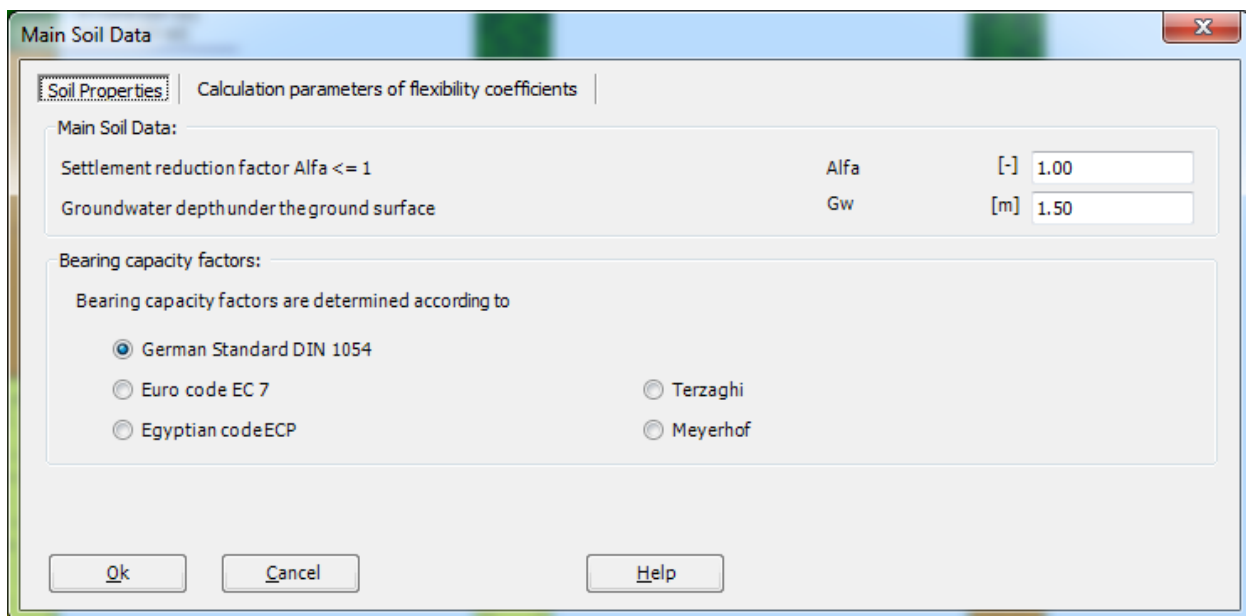 Main Soil Data
Soil Properties Calculation parameters of flexibility coefficients
Main Soil Data:
Settlement reduction factor Alfa <= 1 Alfa [-] 1.00
Groundwater depth under the ground surface Gw [m] 1.50
Bearing capacity factors:
Bearing capacity factors are determined according to
German Standard DIN 1054
Euro code EC 7 Terzaghi
Egyptian code ECP Meyerhof
Ok Cancel Help